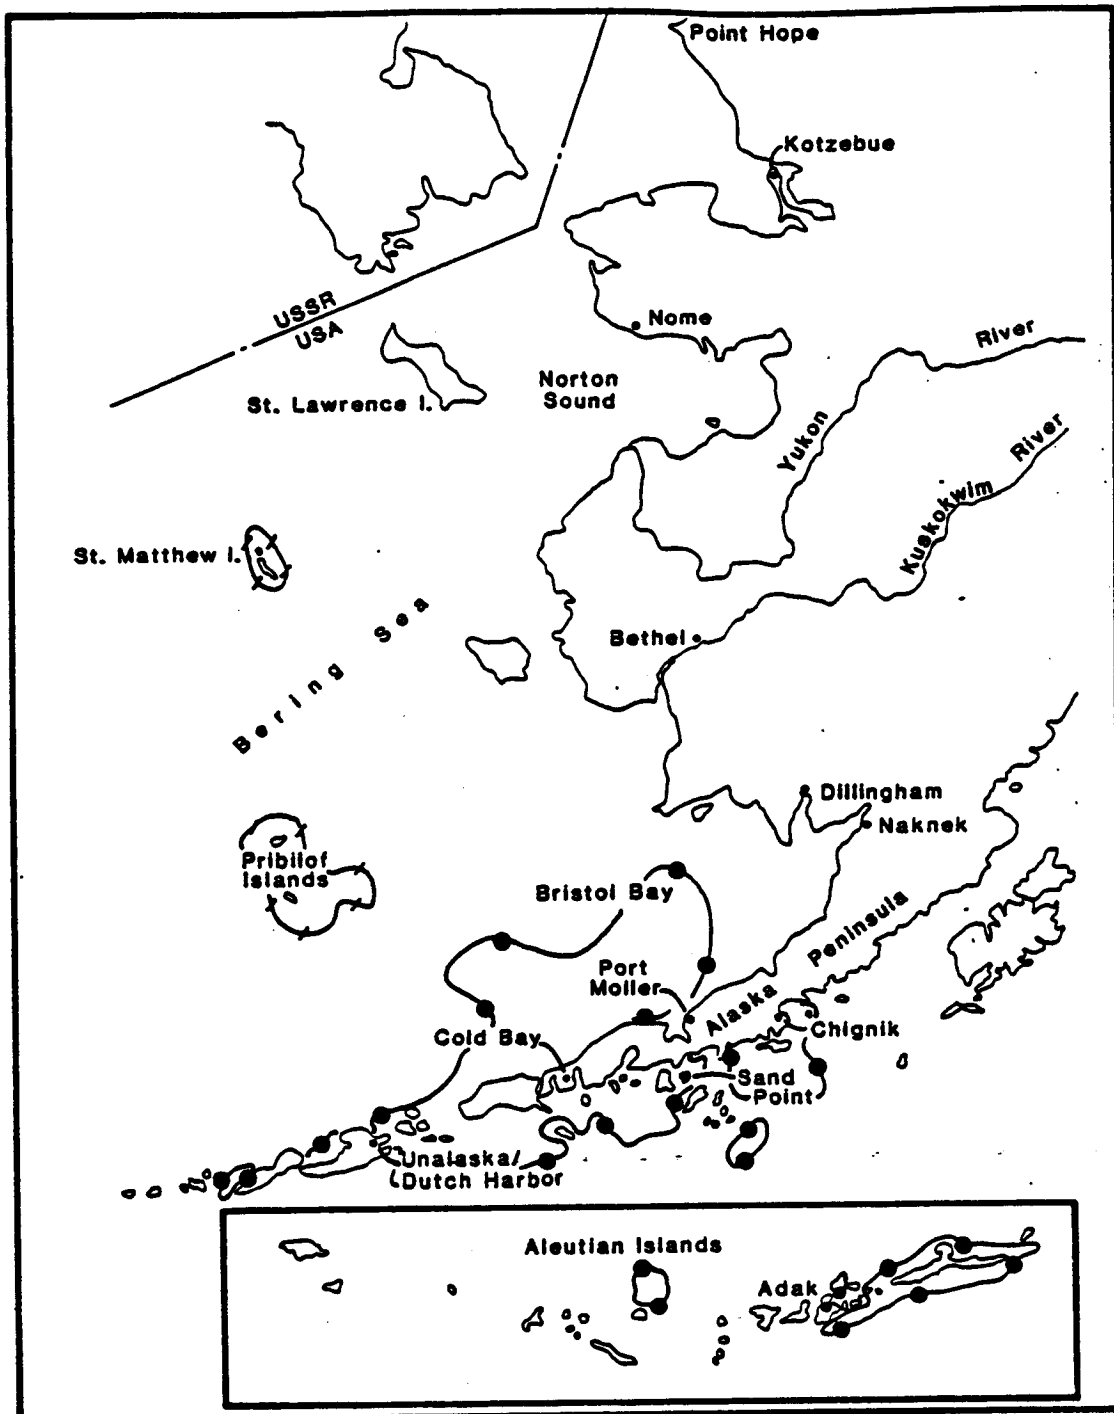 Point Hope
Kotzebue
USSR
USA
Nome
River
Norton
Sound
St. Lawrence I.
Yukon
River
Kuskokwim
St. Matthew I.
Bering Sea
Bethel
Dillingham
Naknek
Pribilof
Islands
Bristol Bay
Peninsula
Port
Moller
Alaska
Chignik
Cold Bay
Sand
Point
Unalaska/
Dutch Harbor
Aleutian Islands
Adak